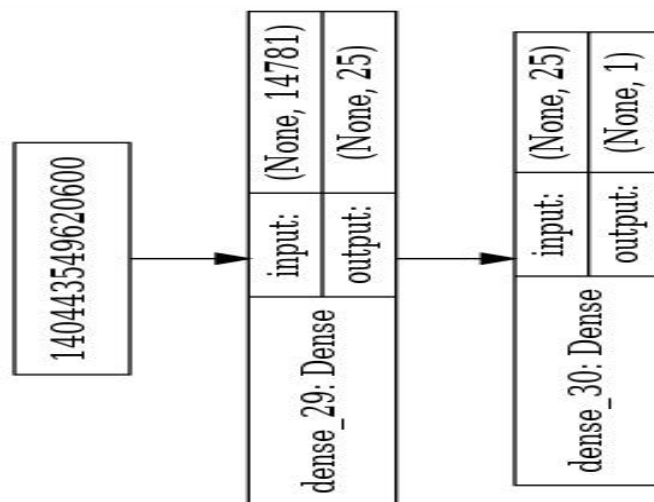 140443549620600
dense_29: Dense
input:
(None, 14781)
output:
(None, 25)
dense_30: Dense
input:
(None, 25)
output:
(None, 1)